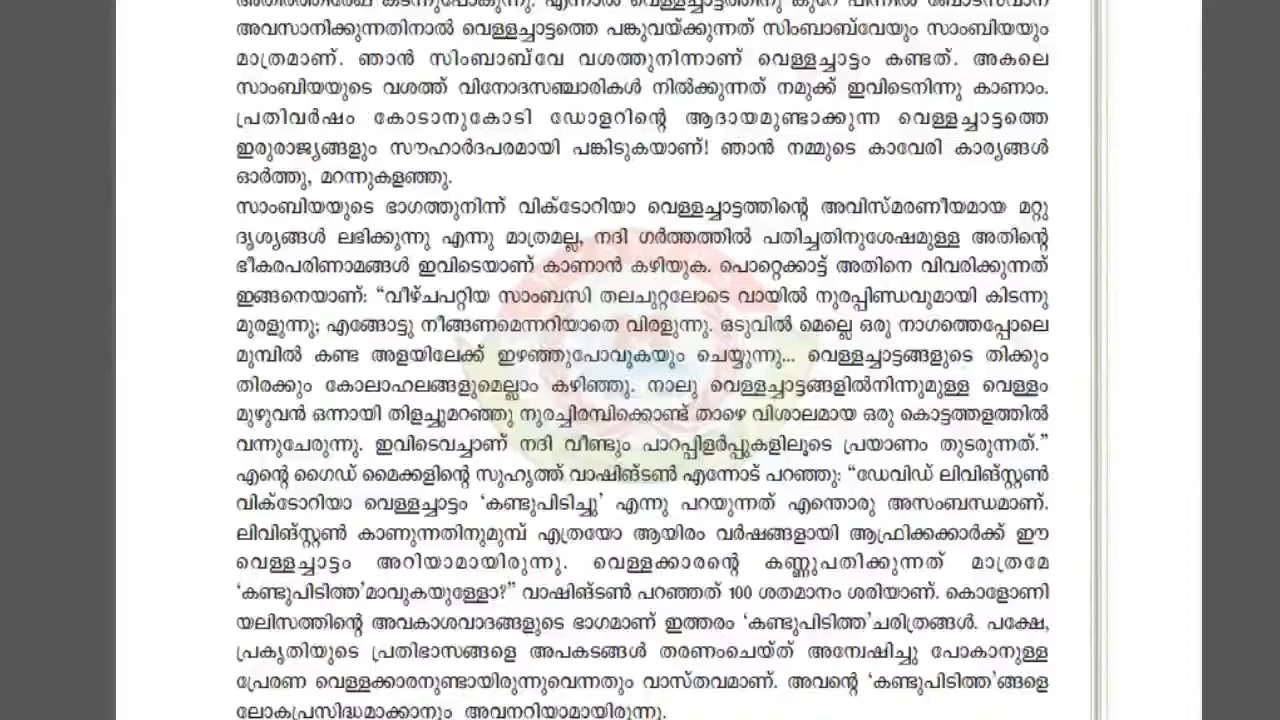 അതിർത്തിരേഖ കടന്നുപോകുന്നു. എന്നാൽ വെള്ളച്ചാട്ടത്തിനു കുറേ പിന്നിൽ ബോട്സ്വാന
അവസാനിക്കുന്നതിനാൽ വെള്ളച്ചാട്ടത്തെ പങ്കുവയ്ക്കുന്നത് സിംബാബ്‌വേയും സാംബിയയും
മാത്രമാണ്. ഞാൻ സിംബാബ്‌വേ വശത്തുനിന്നാണ് വെള്ളച്ചാട്ടം കണ്ടത്. അകലെ
സാംബിയയുടെ വശത്ത് വിനോദസഞ്ചാരികൾ നിൽക്കുന്നത് നമുക്ക് ഇവിടെനിന്നു കാണാം.
പ്രതിവർഷം കോടാനുകോടി ഡോളറിന്റെ ആദായമുണ്ടാക്കുന്ന വെള്ളച്ചാട്ടത്തെ
ഇരുരാജ്യങ്ങളും സൗഹാർദപരമായി പങ്കിടുകയാണ്! ഞാൻ നമ്മുടെ കാവേരി കാര്യങ്ങൾ
ഓർത്തു, മറന്നുകളഞ്ഞു.
സാംബിയയുടെ ഭാഗത്തുനിന്ന് വിക്ടോറിയാ വെള്ളച്ചാട്ടത്തിന്റെ അവിസ്മരണീയമായ മറ്റു
ദൃശ്യങ്ങൾ ലഭിക്കുന്നു എന്നു മാത്രമല്ല, നദി ഗർത്തത്തിൽ പതിച്ചതിനുശേഷമുള്ള അതിന്റെ
ഭീകരപരിണാമങ്ങൾ ഇവിടെയാണ് കാണാൻ കഴിയുക. പൊറ്റെക്കാട്ട് അതിനെ വിവരിക്കുന്നത്
ഇങ്ങനെയാണ്: “വീഴ്ചപറ്റിയ സാംബസി തലചുറ്റലോടെ വായിൽ നുരപ്പിണ്ഡവുമായി കിടന്നു
മുരളുന്നു; എങ്ങോട്ടു നീങ്ങണമെന്നറിയാതെ വിരളുന്നു. ഒടുവിൽ മെല്ലെ ഒരു നാഗത്തെപ്പോലെ
മുമ്പിൽ കണ്ട അളയിലേക്ക് ഇഴഞ്ഞുപോവുകയും ചെയ്യുന്നു... വെള്ളച്ചാട്ടങ്ങളുടെ തിക്കും
തിരക്കും കോലാഹലങ്ങളുമെല്ലാം കഴിഞ്ഞു. നാലു വെള്ളച്ചാട്ടങ്ങളിൽനിന്നുമുള്ള വെള്ളം
മുഴുവൻ ഒന്നായി തിളച്ചുമറഞ്ഞു നുരച്ചിരമ്പിക്കൊണ്ട് താഴെ വിശാലമായ ഒരു കൊട്ടത്തളത്തിൽ
വന്നുചേരുന്നു. ഇവിടെവച്ചാണ് നദി വീണ്ടും പാറപ്പിളർപ്പുകളിലൂടെ പ്രയാണം തുടരുന്നത്.”
എന്റെ ഗൈഡ് മൈക്കളിന്റെ സുഹൃത്ത് വാഷിങ്ടൺ എന്നോട് പറഞ്ഞു: “ഡേവിഡ് ലിവിങ്സ്റ്റൺ
വിക്ടോറിയാ വെള്ളച്ചാട്ടം ‘കണ്ടുപിടിച്ചു’ എന്നു പറയുന്നത് എന്തൊരു അസംബന്ധമാണ്.
ലിവിങ്സ്റ്റൺ കാണുന്നതിനുമുമ്പ് എത്രയോ ആയിരം വർഷങ്ങളായി ആഫ്രിക്കക്കാർക്ക് ഈ
വെള്ളച്ചാട്ടം അറിയാമായിരുന്നു. വെള്ളക്കാരന്റെ കണ്ണുപതിക്കുന്നത് മാത്രമേ
‘കണ്ടുപിടിത്ത’മാവുകയുള്ളോ?” വാഷിങ്ടൺ പറഞ്ഞത് 100 ശതമാനം ശരിയാണ്. കൊളോണി
യലിസത്തിന്റെ അവകാശവാദങ്ങളുടെ ഭാഗമാണ് ഇത്തരം ‘കണ്ടുപിടിത്ത’ചരിത്രങ്ങൾ. പക്ഷേ,
പ്രകൃതിയുടെ പ്രതിഭാസങ്ങളെ അപകടങ്ങൾ തരണംചെയ്ത് അന്വേഷിച്ചു പോകാനുള്ള
പ്രേരണ വെള്ളക്കാരനുണ്ടായിരുന്നുവെന്നതും വാസ്തവമാണ്. അവന്റെ ‘കണ്ടുപിടിത്ത’ങ്ങളെ
ലോകപ്രസിദ്ധമാക്കാനും അവനറിയാമായിരുന്നു.